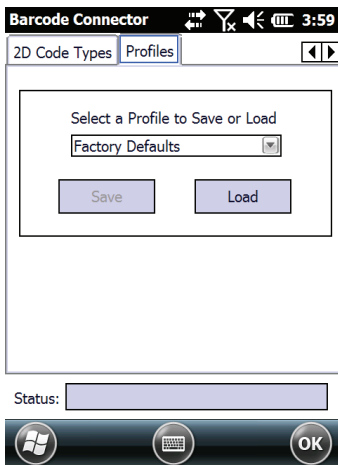 Barcode Connector 3:59
2D Code Types Profiles
Select a Profile to Save or Load
Factory Defaults
Save Load
Status:
OK